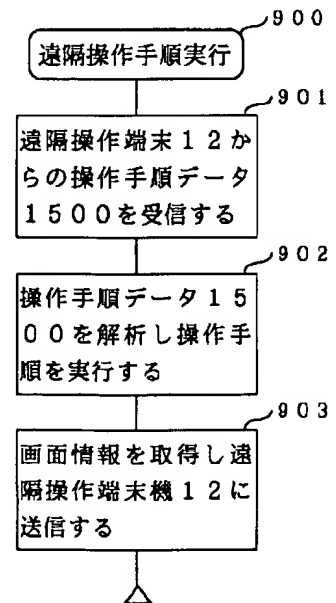 ９００
遠隔操作手順実行
９０１
遠隔操作端末１２か
らの操作手順データ
１５００を受信する
９０２
操作手順データ１５
００を解析し操作手
順を実行する
９０３
画面情報を取得し遠
隔操作端末機１２に
送信する